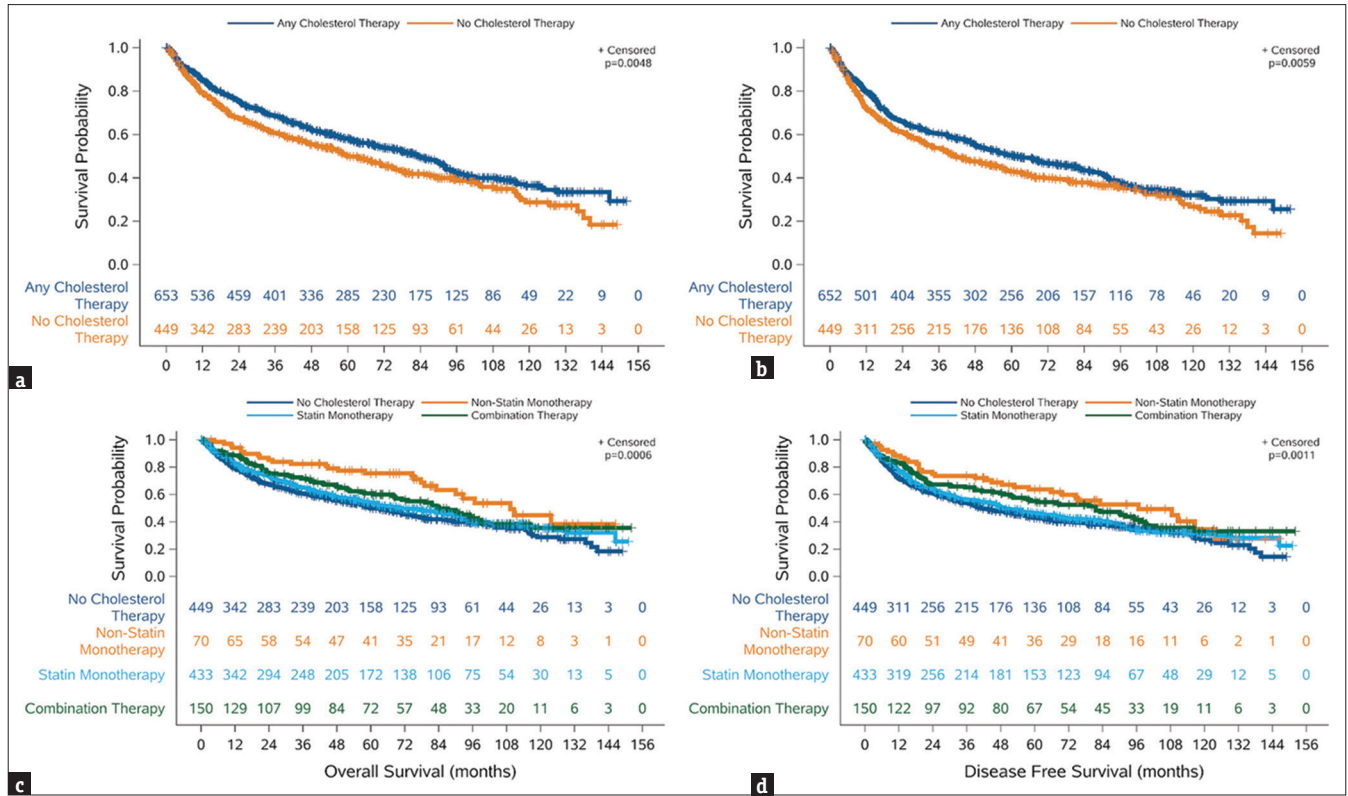 Any Cholesterol Therapy No Cholesterol Therapy
1.0
0.8
0.6
0.4
0.2
0.0
Survival Probability
+ Censored
p=0.0048
Any Cholesterol
Therapy
653 536 459 401 336 285 230 175 125 86 49 22 9 0
No Cholesterol
Therapy
449 342 283 239 203 158 125 93 61 44 26 13 3 0
0 12 24 36 48 60 72 84 96 108 120 132 144 156
a
Any Cholesterol Therapy No Cholesterol Therapy
1.0
0.8
0.6
0.4
0.2
0.0
Survival Probability
+ Censored
p=0.0059
Any Cholesterol
Therapy
652 501 404 355 302 256 206 157 116 78 46 20 9 0
No Cholesterol
Therapy
449 311 256 215 176 136 108 84 55 43 26 12 3 0
0 12 24 36 48 60 72 84 96 108 120 132 144 156
b
No Cholesterol Therapy Non-Statin Monotherapy
Statin Monotherapy Combination Therapy
1.0
0.8
0.6
0.4
0.2
0.0
Survival Probability
+ Censored
p=0.0006
No Cholesterol
Therapy
449 342 283 239 203 158 125 93 61 44 26 13 3 0
Non-Statin
Monotherapy
70 65 58 54 47 41 35 21 17 12 8 3 1 0
Statin Monotherapy 433 342 294 248 205 172 138 106 75 54 30 13 5 0
Combination Therapy 150 129 107 99 84 72 57 48 33 20 11 6 3 0
0 12 24 36 48 60 72 84 96 108 120 132 144 156
Overall Survival (months)
c
No Cholesterol Therapy Non-Statin Monotherapy
Statin Monotherapy Combination Therapy
1.0
0.8
0.6
0.4
0.2
0.0
Survival Probability
+ Censored
p=0.0011
No Cholesterol
Therapy
449 311 256 215 176 136 108 84 55 43 26 12 3 0
Non-Statin
Monotherapy
70 60 51 49 41 36 29 18 16 11 6 2 1 0
Statin Monotherapy 433 319 256 214 181 153 123 94 67 48 29 12 5 0
Combination Therapy 150 122 97 92 80 67 54 45 33 19 11 6 3 0
0 12 24 36 48 60 72 84 96 108 120 132 144 156
Disease Free Survival (months)
d